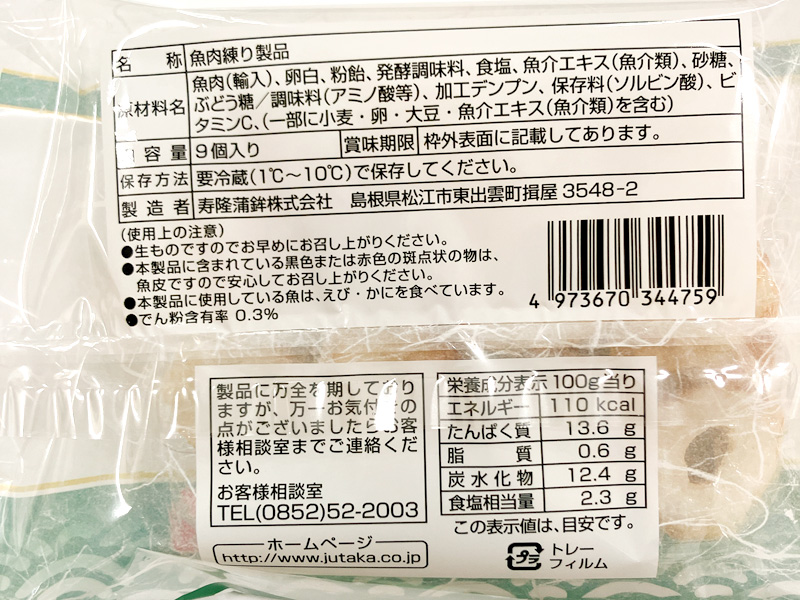 名 称 魚肉練り製品
原材料名 魚肉(輸入)、卵白、粉飴、発酵調味料、食塩、魚介エキス(魚介類)、砂糖、
ぶどう糖／調味料(アミノ酸等)、加工デンプン、保存料(ソルビン酸)、ビ
タミンC、(一部に小麦・卵・大豆・魚介エキス(魚介類)を含む)
内容量 9個入り 賞味期限 枠外表面に記載してあります。
保存方法 要冷蔵(1℃～10℃)で保存してください。
製造者 寿隆蒲鉾株式会社 島根県松江市東出雲町揖屋3548-2
(使用上の注意)
●生ものですのでお早めにお召し上がりください。
●本製品に含まれている黒色または赤色の斑点状の物は、
魚皮ですので安心してお召し上がりください。
●本製品に使用している魚は、えび・かにを食べています。
●でん粉含有率 0.3%
4 973670 344759
製品に万全を期しており
ますが、万一お気付きの
点がございましたらお客
様相談室までご連絡くだ
さい。
お客様相談室
TEL(0852)52-2003
ホームページ
http://www.jutaka.co.jp
栄養成分表示 100g当り
エネルギー 110 kcal
たんぱく質 13.6 g
脂質 0.6 g
炭水化物 12.4 g
食塩相当量 2.3 g
この表示値は、目安です。
プラ トレー
フィルム